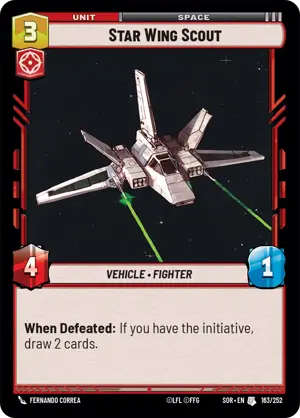 UNIT
SPACE
3
STAR WING SCOUT
4
VEHICLE • FIGHTER
1
When Defeated: If you have the initiative,
draw 2 cards.
FERNANDO CORREA
©LFL ©FFG
SOR • EN
163/252